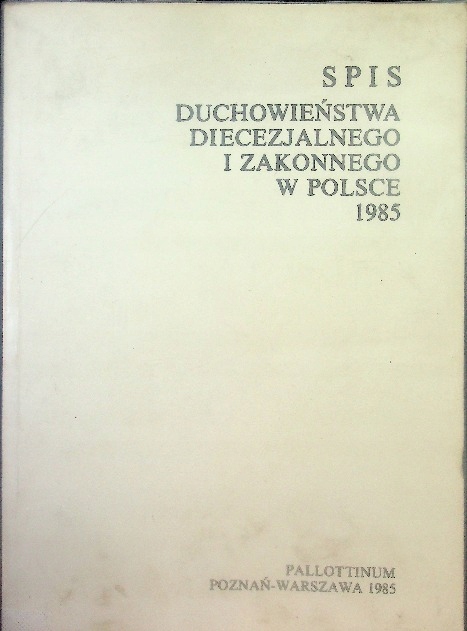 SPIS
DUCHOWIEŃSTWA
DIECEZJALNEGO
I ZAKONNEGO
W POLSCE
1985
PALLOTTINUM
POZNAŃ-WARSZAWA 1985